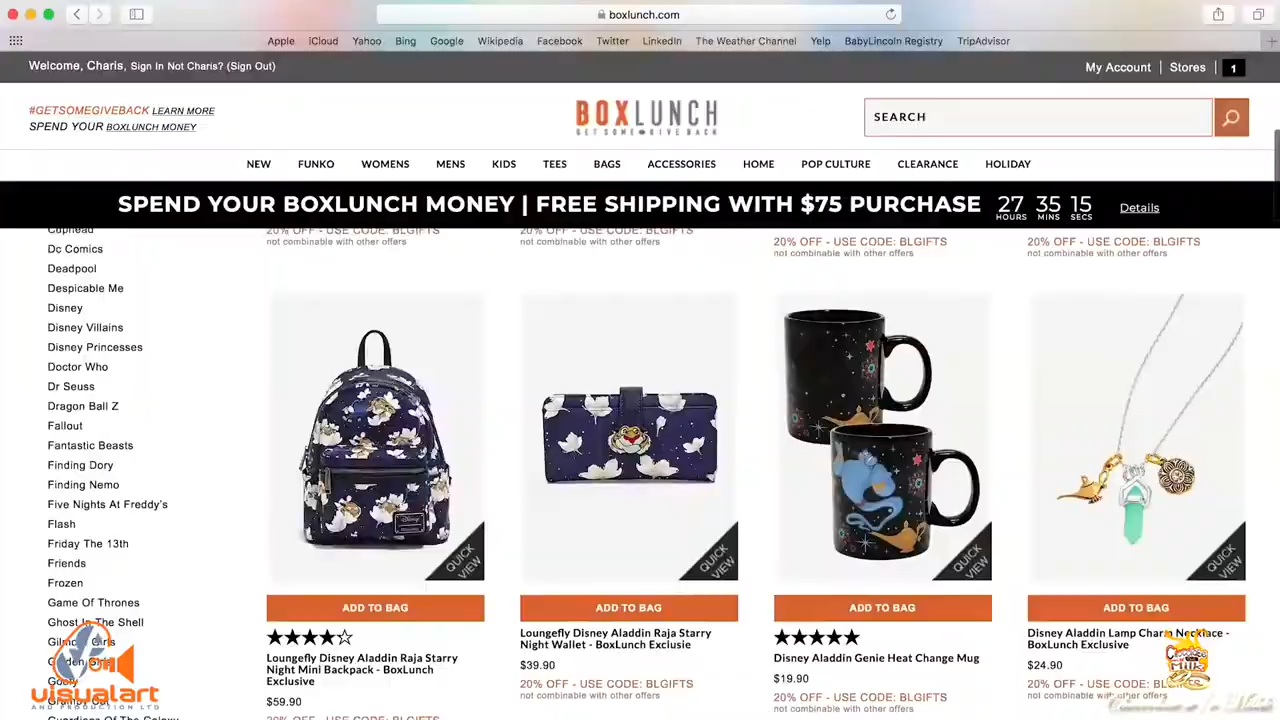 boxlunch.com
Apple iCloud Yahoo Bing Google Wikipedia Facebook Twitter LinkedIn The Weather Channel Yelp BabyLincoln Registry TripAdvisor
Welcome, Charis, Sign In Not Charis? (Sign Out)
My Account | Stores | 1
#GETSOMEGIVEBACK LEARN MORE
SPEND YOUR BOXLUNCH MONEY
BOXLUNCH
GET SOME GIVE BACK
SEARCH
NEW FUNKO WOMENS MENS KIDS TEES BAGS ACCESSORIES HOME POP CULTURE CLEARANCE HOLIDAY
SPEND YOUR BOXLUNCH MONEY | FREE SHIPPING WITH $75 PURCHASE 27 35 15 Details
HOURS MINS SECS
Cuphead
Dc Comics
Deadpool
Despicable Me
Disney
Disney Villains
Disney Princesses
Doctor Who
Dr Seuss
Dragon Ball Z
Fallout
Fantastic Beasts
Finding Dory
Finding Nemo
Five Nights At Freddy's
Flash
Friday The 13th
Friends
Frozen
Game Of Thrones
Ghost In The Shell
20% OFF - USE CODE: BLGIFTS
not combinable with other offers
20% OFF - USE CODE: BLGIFTS
not combinable with other offers
20% OFF - USE CODE: BLGIFTS
not combinable with other offers
20% OFF - USE CODE: BLGIFTS
not combinable with other offers
QUICK VIEW
QUICK VIEW
QUICK VIEW
QUICK VIEW
ADD TO BAG
Loungefly Disney Aladdin Raja Starry
Night Mini Backpack - BoxLunch
Exclusive
$59.90
20% OFF - USE CODE: BLGIFTS
ADD TO BAG
Loungefly Disney Aladdin Raja Starry
Night Wallet - BoxLunch Exclusie
$39.90
20% OFF - USE CODE: BLGIFTS
not combinable with other offers
ADD TO BAG
Disney Aladdin Genie Heat Change Mug
$19.90
20% OFF - USE CODE: BLGIFTS
not combinable with other offers
ADD TO BAG
Disney Aladdin Lamp Charm Necklace -
BoxLunch Exclusive
$24.90
20% OFF - USE CODE:
not combinable with other offers
visualart
AND PRODUCTION LTD